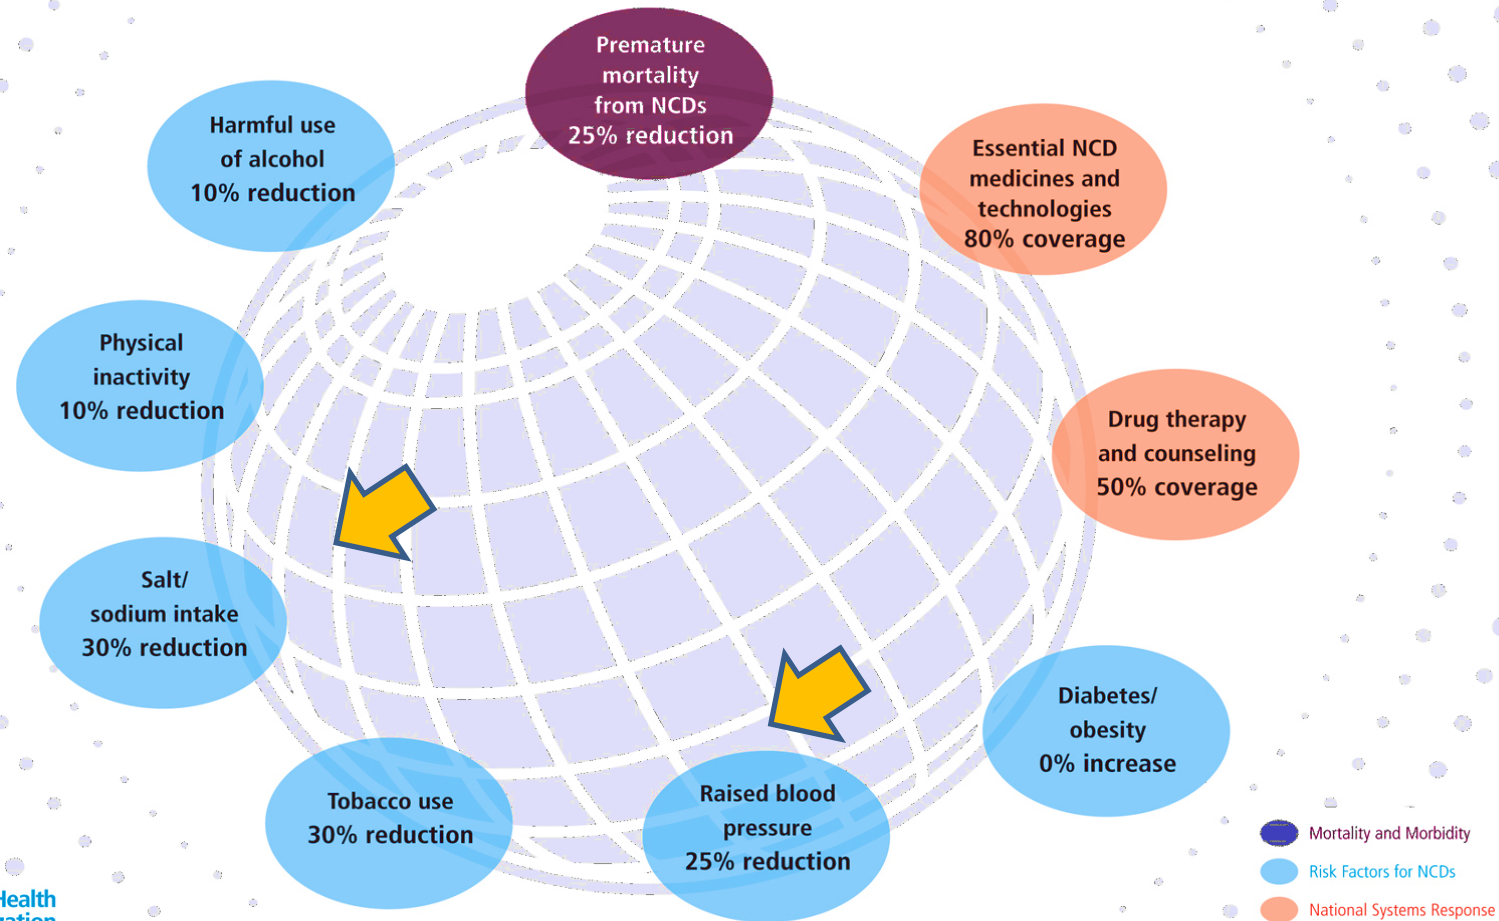 Premature
mortality
from NCDs
25% reduction
Harmful use
of alcohol
10% reduction
Essential NCD
medicines and
technologies
80% coverage
Physical
inactivity
10% reduction
Drug therapy
and counseling
50% coverage
Salt/
sodium intake
30% reduction
Diabetes/
obesity
0% increase
Tobacco use
30% reduction
Raised blood
pressure
25% reduction
Mortality and Morbidity
Risk Factors for NCDs
National Systems Response
Health